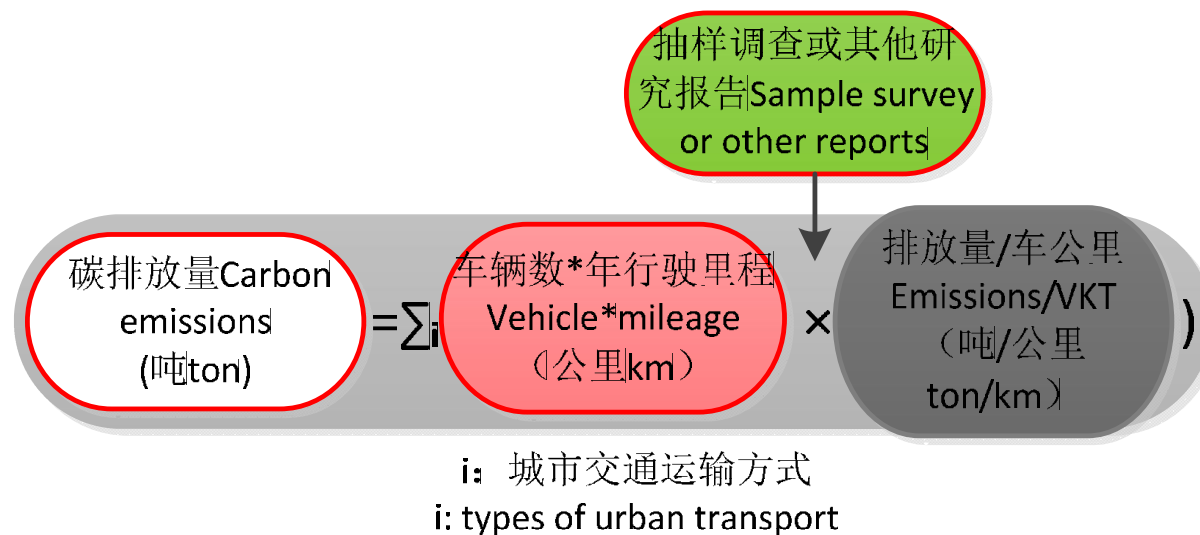 抽样调查或其他研
究报告Sample survey
or other reports
碳排放量Carbon
emissions
(吨ton)
=∑i
车辆数*年行驶里程
Vehicle*mileage
（公里km）
×
排放量/车公里
Emissions/VKT
（吨/公里
ton/km）
)
i：城市交通运输方式
i: types of urban transport